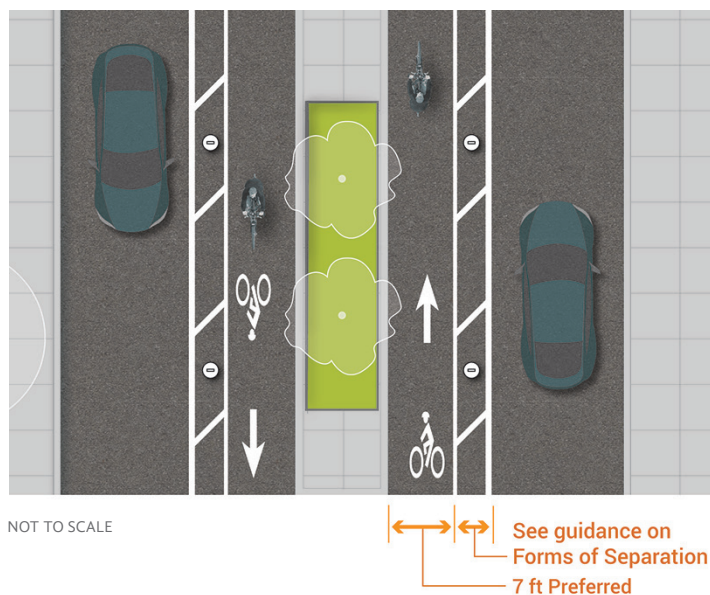 NOT TO SCALE
See guidance on
Forms of Separation
7 ft Preferred